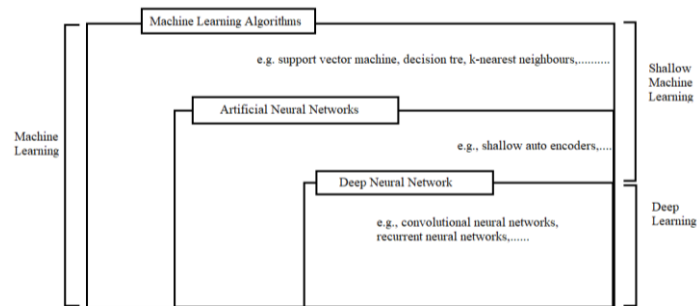 Machine Learning Algorithms
e.g. support vector machine, decision tre, k-nearest neighbours,..........
Shallow
Machine
Learning
Artificial Neural Networks
Machine
Learning
e.g., shallow auto encoders,....
Deep Neural Network
Deep
Learning
e.g., convolutional neural networks,
recurrent neural networks,......